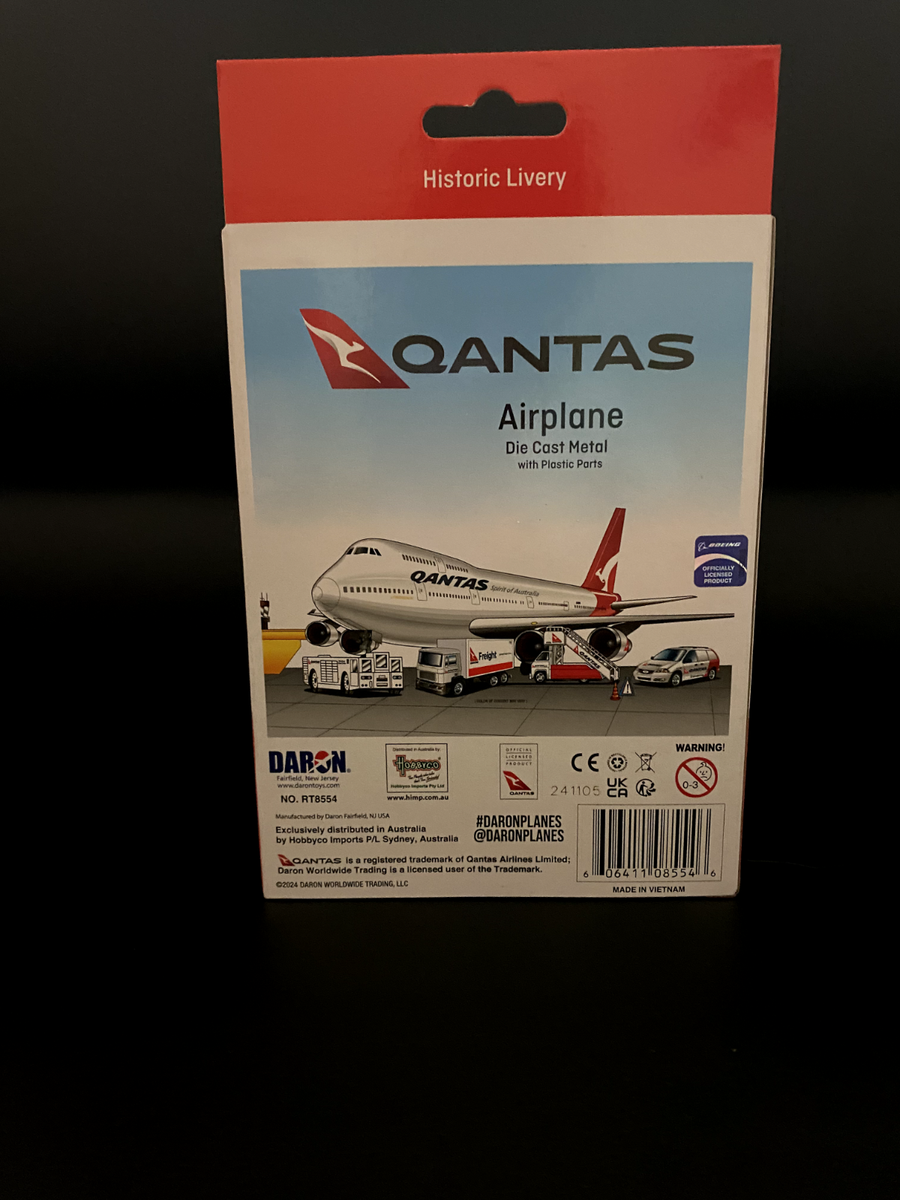 Historic Livery
QANTAS
Airplane
Die Cast Metal
with Plastic Parts
BOEING
OFFICIALLY
LICENSED
PRODUCT
QANTAS Spirit of Australia
Freight
QANTAS
DARON
Fairfield, New Jersey
www.darontoys.com
NO. RT8554
Distributed in Australia by:
HOBBYCO
Hobbyco Imports Pty Ltd
www.himp.com.au
OFFICIAL
LICENSED
PRODUCT
QANTAS
CE
241105
UK
CA
WARNING!
0-3
Manufactured by Daron Fairfield, NJ USA
Exclusively distributed in Australia
by Hobbyco Imports P/L Sydney, Australia
#DARONPLANES
@DARONPLANES
QANTAS is a registered trademark of Qantas Airlines Limited;
Daron Worldwide Trading is a licensed user of the Trademark.
©2024 DARON WORLDWIDE TRADING, LLC
6 06411 08554 6
MADE IN VIETNAM